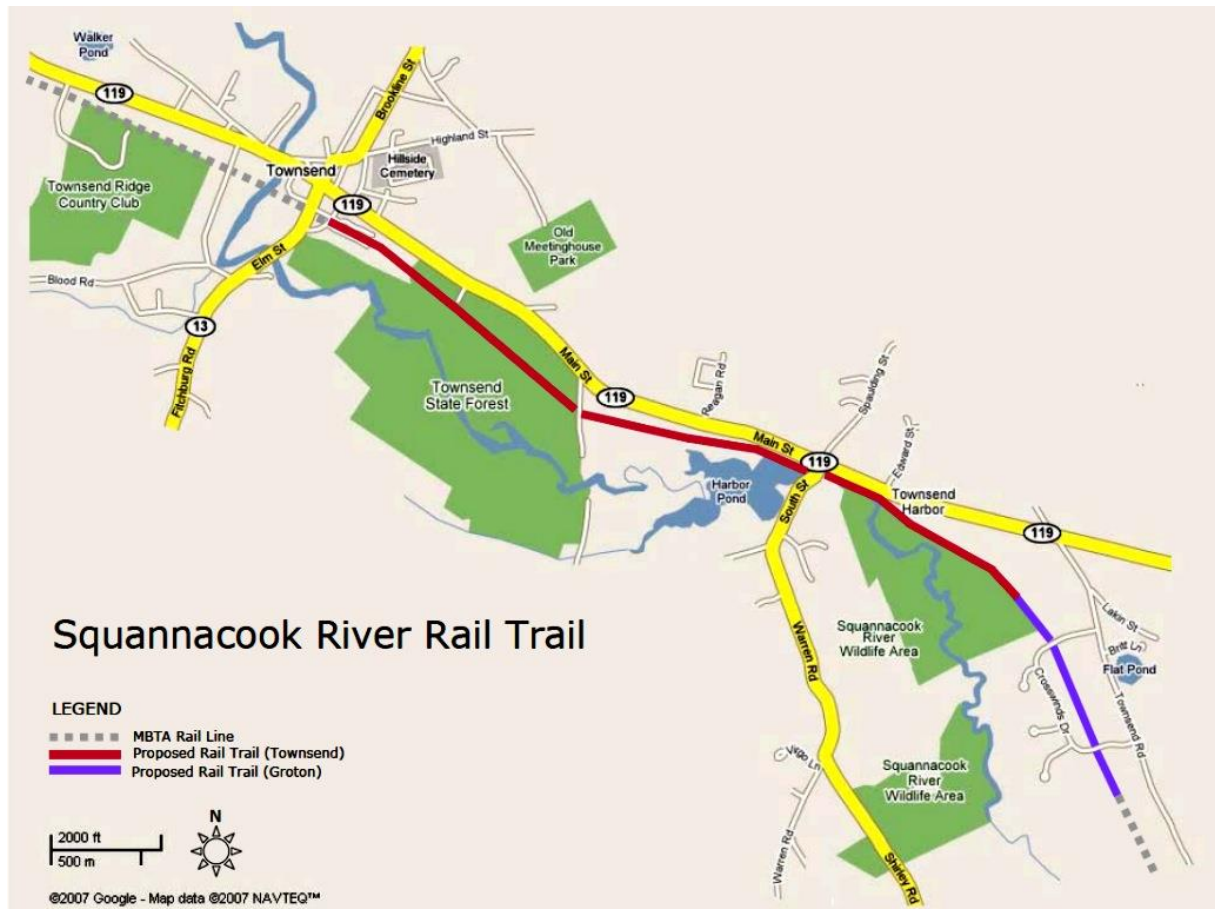 Walker
Pond
119
Brookline St
Highland St
Townsend
Hillside
Cemetery
Townsend Ridge
Country Club
119
Old
Meetinghouse
Park
Elm St
Blood Rd
13
Fitchburg Rd
Main St
Townsend
State Forest
119
Reagan Rd
Spaulding St
Main St
119
Edward St
Harbor
Pond
South St
Townsend
Harbor
119
Squannacook River Rail Trail
Squannacook
River
Wildlife Area
Warren Rd
Lakin St
Britt Ln
Flat Pond
Crosswinds Dr
Townsend Rd
LEGEND
MBTA Rail Line
Proposed Rail Trail (Townsend)
Proposed Rail Trail (Groton)
Virgo Ln
Squannacook
River
Wildlife Area
Warren Rd
Shirley Rd
N
2000 ft
500 m
©2007 Google - Map data ©2007 NAVTEQ™